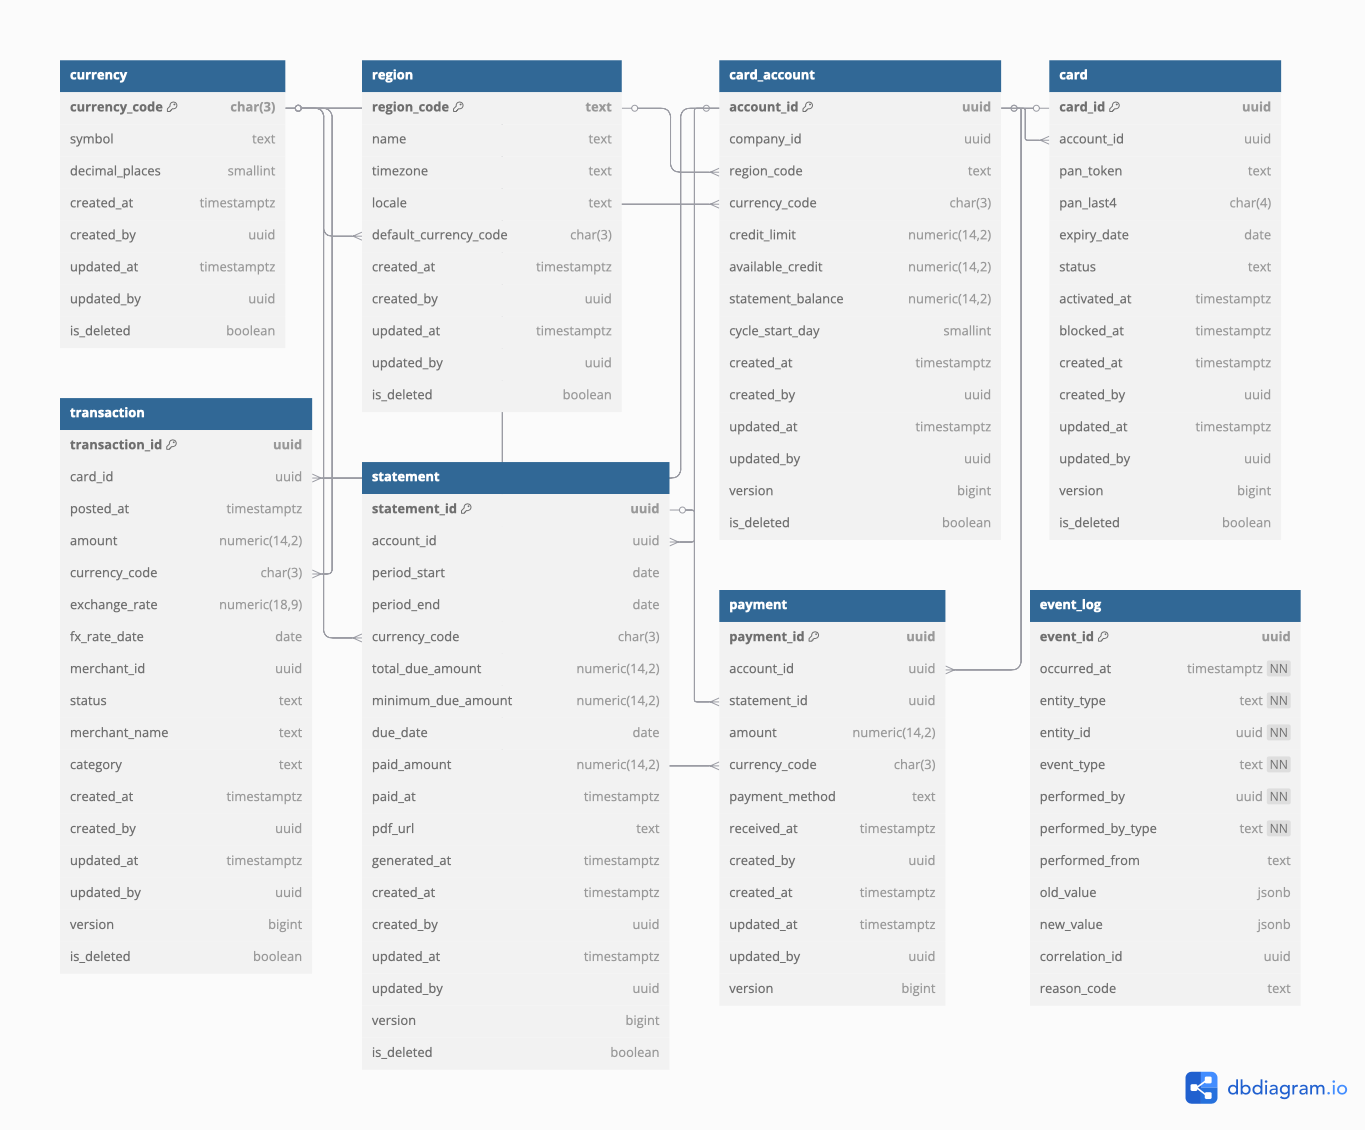 currency
currency_code char(3)
symbol text
decimal_places smallint
created_at timestamptz
created_by uuid
updated_at timestamptz
updated_by uuid
is_deleted boolean
region
region_code text
name text
timezone text
locale text
default_currency_code char(3)
created_at timestamptz
created_by uuid
updated_at timestamptz
updated_by uuid
is_deleted boolean
card_account
account_id uuid
company_id uuid
region_code text
currency_code char(3)
credit_limit numeric(14,2)
available_credit numeric(14,2)
statement_balance numeric(14,2)
cycle_start_day smallint
created_at timestamptz
created_by uuid
updated_at timestamptz
updated_by uuid
version bigint
is_deleted boolean
card
card_id uuid
account_id uuid
pan_token text
pan_last4 char(4)
expiry_date date
status text
activated_at timestamptz
blocked_at timestamptz
created_at timestamptz
created_by uuid
updated_at timestamptz
updated_by uuid
version bigint
is_deleted boolean
transaction
transaction_id uuid
card_id uuid
posted_at timestamptz
amount numeric(14,2)
currency_code char(3)
exchange_rate numeric(18,9)
fx_rate_date date
merchant_id uuid
status text
merchant_name text
category text
created_at timestamptz
created_by uuid
updated_at timestamptz
updated_by uuid
version bigint
is_deleted boolean
statement
statement_id uuid
account_id uuid
period_start date
period_end date
currency_code char(3)
total_due_amount numeric(14,2)
minimum_due_amount numeric(14,2)
due_date date
paid_amount numeric(14,2)
paid_at timestamptz
pdf_url text
generated_at timestamptz
created_at timestamptz
created_by uuid
updated_at timestamptz
updated_by uuid
version bigint
is_deleted boolean
payment
payment_id uuid
account_id uuid
statement_id uuid
amount numeric(14,2)
currency_code char(3)
payment_method text
received_at timestamptz
created_by uuid
created_at timestamptz
updated_at timestamptz
updated_by uuid
version bigint
event_log
event_id uuid
occurred_at timestamptz NN
entity_type text NN
entity_id uuid NN
event_type text NN
performed_by uuid NN
performed_by_type text NN
performed_from text
old_value jsonb
new_value jsonb
correlation_id uuid
reason_code text
dbdiagram.io